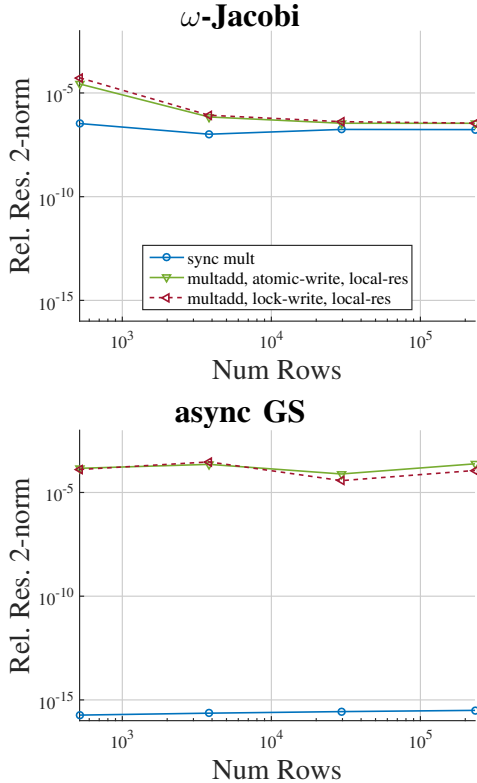 ω-Jacobi
Rel. Res. 2-norm
10^-5
10^-10
10^-15
sync mult
multadd, atomic-write, local-res
multadd, lock-write, local-res
10^3 10^4 10^5
Num Rows
async GS
Rel. Res. 2-norm
10^-5
10^-10
10^-15
10^3 10^4 10^5
Num Rows